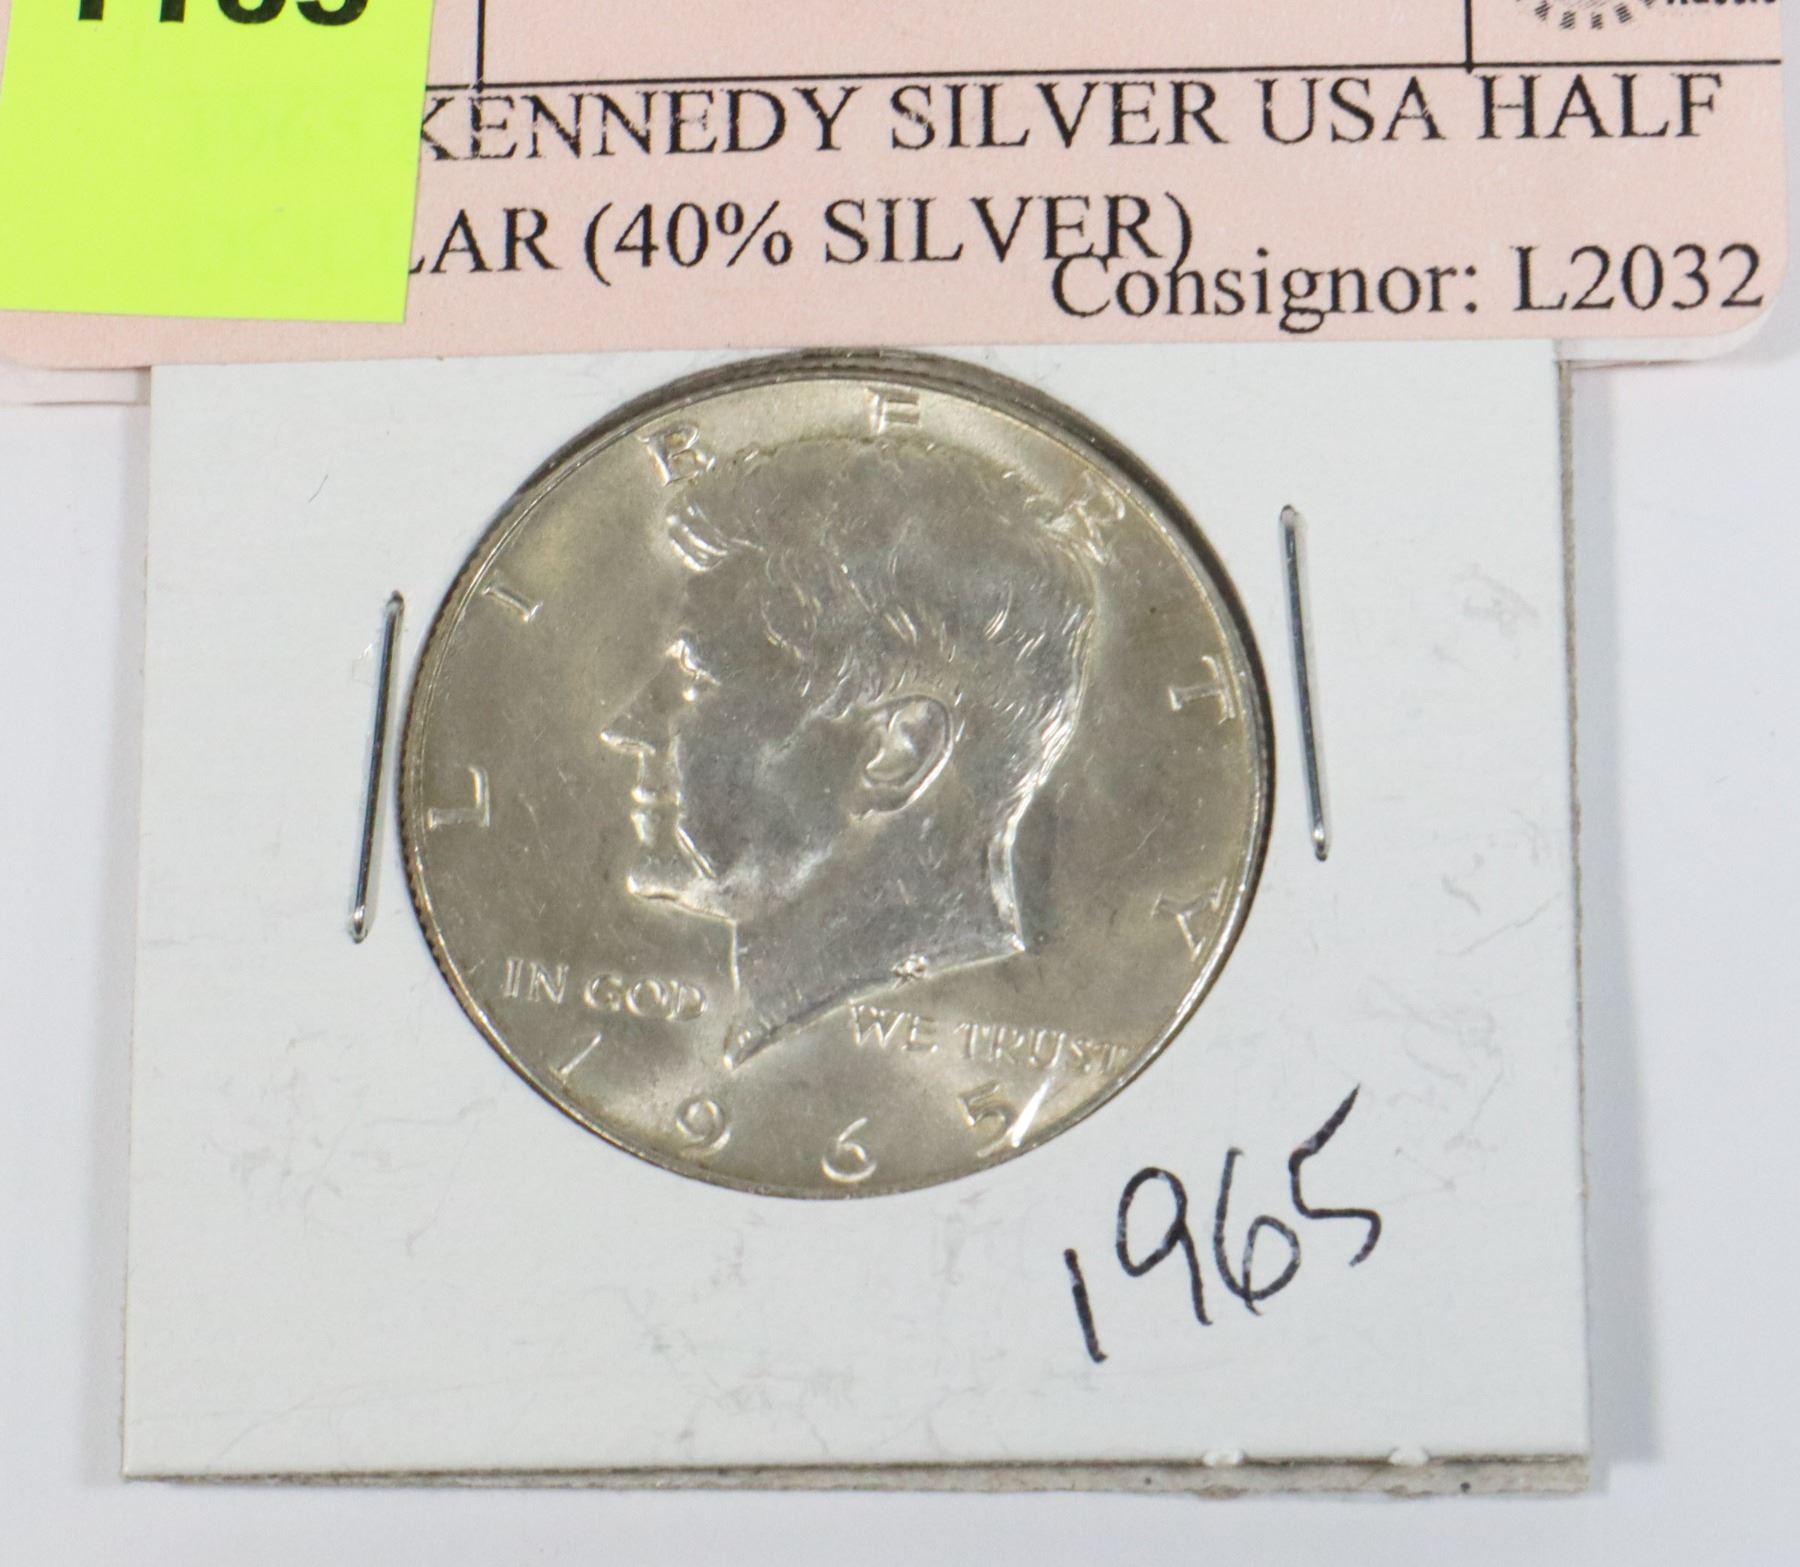 KENNEDY SILVER USA HALF
LAR (40% SILVER)
Consignor: L2032
LIBERTY
IN GOD WE TRUST
1965
1965